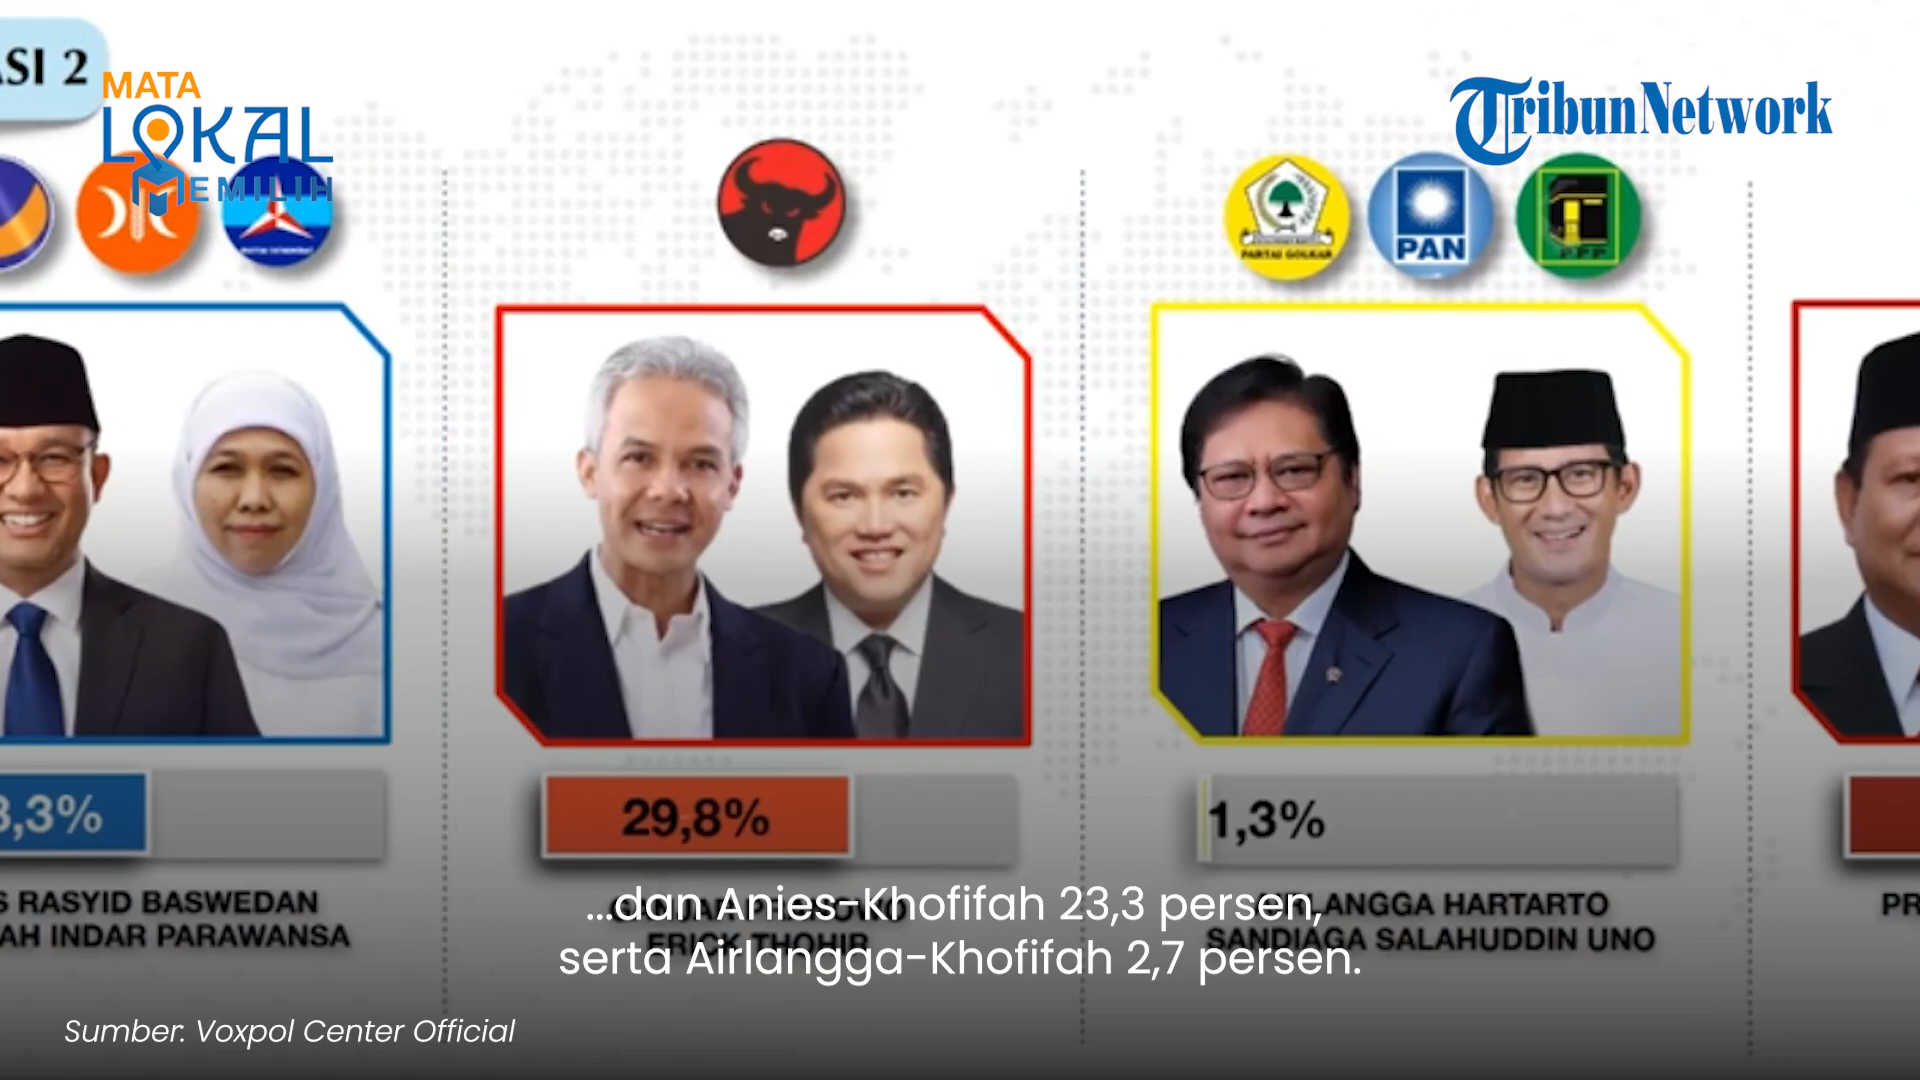 ASI 2
MATA
LOKAL
MEMILIH
TribunNetwork
PARTAI GOLKAR
PAN
PPP
3,3%
29,8%
1,3%
S RASYID BASWEDAN
AH INDAR PARAWANSA
ERICK THOHIR
LANGGA HARTARTO
SANDIAGA SALAHUDDIN UNO
PR
...dan Anies-Khofifah 23,3 persen,
serta Airlangga-Khofifah 2,7 persen.
Sumber: Voxpol Center Official